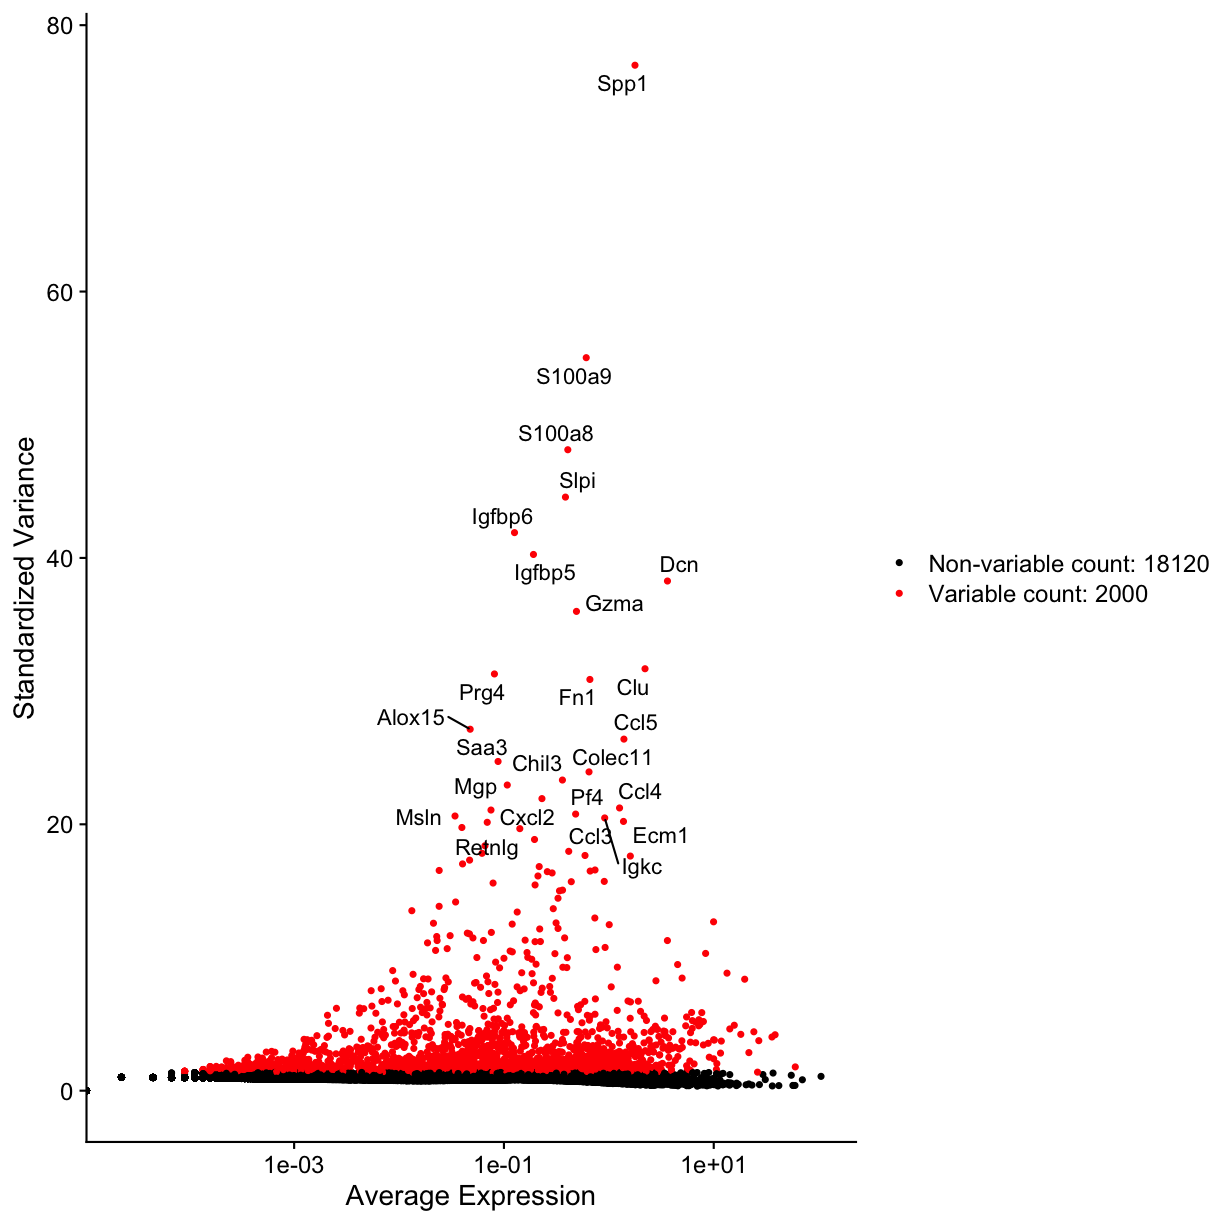 80
Spp1
60
S100a9
S100a8
Slpi
Igfbp6
40
Igfbp5
Dcn
Gzma
Non-variable count: 18120
Variable count: 2000
Prg4
Fn1
Clu
Alox15
Ccl5
Saa3
Chil3
Colec11
Mgp
Pf4
Ccl4
Msln
Cxcl2
20
Ccl3
Ecm1
Retnlg
Igkc
0
1e-03
1e-01
1e+01
Average Expression
Standardized Variance